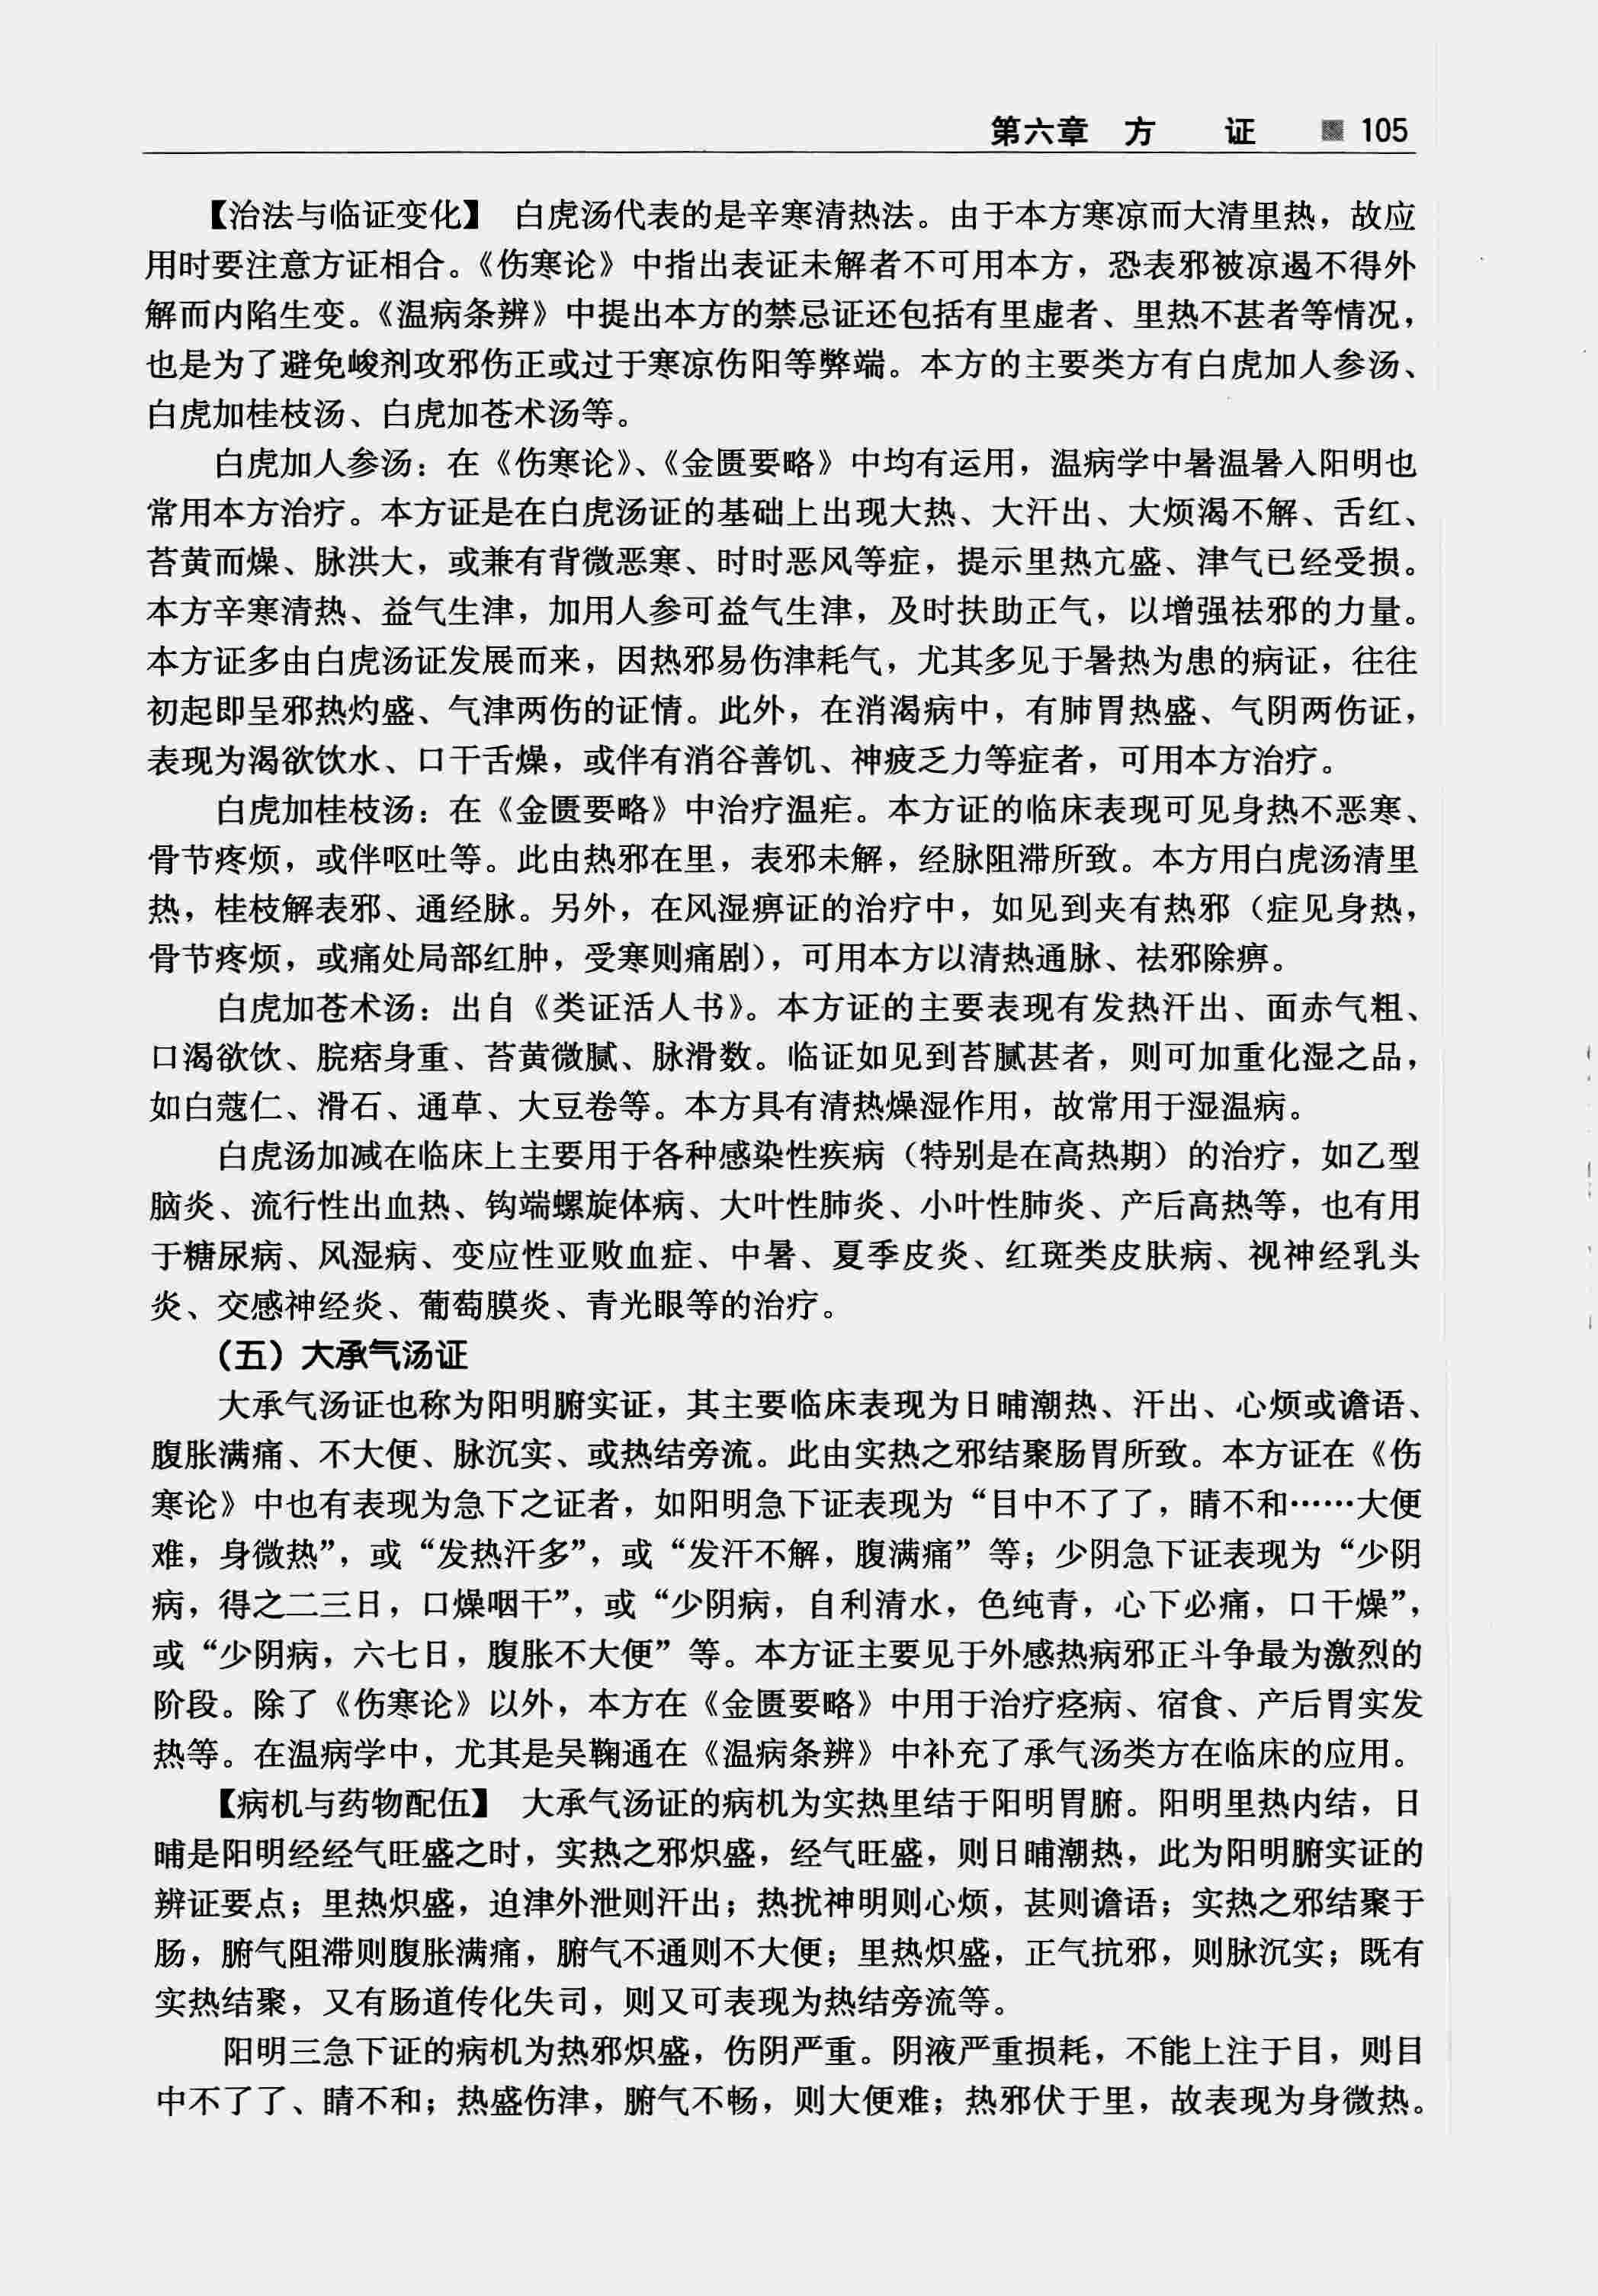 第六章 方 证 105
【治法与临证变化】 白虎汤代表的是辛寒清热法。由于本方寒凉而大清里热，故应
用时要注意方证相合。《伤寒论》中指出表证未解者不可用本方，恐表邪被凉遏不得外
解而内陷生变。《温病条辨》中提出本方的禁忌证还包括有里虚者、里热不甚者等情况，
也是为了避免峻剂攻邪伤正或过于寒凉伤阳等弊端。本方的主要类方有白虎加人参汤、
白虎加桂枝汤、白虎加苍术汤等。
白虎加人参汤：在《伤寒论》、《金匮要略》中均有运用，温病学中暑温暑入阳明也
常用本方治疗。本方证是在白虎汤证的基础上出现大热、大汗出、大烦渴不解、舌红、
苔黄而燥、脉洪大，或兼有背微恶寒、时时恶风等症，提示里热亢盛、津气已经受损。
本方辛寒清热、益气生津，加用人参可益气生津，及时扶助正气，以增强祛邪的力量。
本方证多由白虎汤证发展而来，因热邪易伤津耗气，尤其多见于暑热为患的病证，往往
初起即呈邪热灼盛、气津两伤的证情。此外，在消渴病中，有肺胃热盛、气阴两伤证，
表现为渴欲饮水、口干舌燥，或伴有消谷善饥、神疲乏力等症者，可用本方治疗。
白虎加桂枝汤：在《金匮要略》中治疗温疟。本方证的临床表现可见身热不恶寒、
骨节疼烦，或伴呕吐等。此由热邪在里，表邪未解，经脉阻滞所致。本方用白虎汤清里
热，桂枝解表邪、通经脉。另外，在风湿痹证的治疗中，如见到夹有热邪（症见身热，
骨节疼烦，或痛处局部红肿，受寒则痛剧），可用本方以清热通脉、祛邪除痹。
白虎加苍术汤：出自《类证活人书》。本方证的主要表现有发热汗出、面赤气粗、
口渴欲饮、脘痞身重、苔黄微腻、脉滑数。临证如见到苔腻甚者，则可加重化湿之品，
如白蔻仁、滑石、通草、大豆卷等。本方具有清热燥湿作用，故常用于湿温病。
白虎汤加减在临床上主要用于各种感染性疾病（特别是在高热期）的治疗，如乙型
脑炎、流行性出血热、钩端螺旋体病、大叶性肺炎、小叶性肺炎、产后高热等，也有用
于糖尿病、风湿病、变应性亚败血症、中暑、夏季皮炎、红斑类皮肤病、视神经乳头
炎、交感神经炎、葡萄膜炎、青光眼等的治疗。
（五）大承气汤证
大承气汤证也称为阳明腑实证，其主要临床表现为日晡潮热、汗出、心烦或谵语、
腹胀满痛、不大便、脉沉实、或热结旁流。此由实热之邪结聚肠胃所致。本方证在《伤
寒论》中也有表现为急下之证者，如阳明急下证表现为“目中不了了，睛不和……大便
难，身微热”，或“发热汗多”，或“发汗不解，腹满痛”等；少阴急下证表现为“少阴
病，得之二三日，口燥咽干”，或“少阴病，自利清水，色纯青，心下必痛，口干燥”，
或“少阴病，六七日，腹胀不大便”等。本方证主要见于外感热病邪正斗争最为激烈的
阶段。除了《伤寒论》以外，本方在《金匮要略》中用于治疗痉病、宿食、产后胃实发
热等。在温病学中，尤其是吴鞠通在《温病条辨》中补充了承气汤类方在临床的应用。
【病机与药物配伍】 大承气汤证的病机为实热里结于阳明胃腑。阳明里热内结，日
晡是阳明经经气旺盛之时，实热之邪炽盛，经气旺盛，则日晡潮热，此为阳明腑实证的
辨证要点；里热炽盛，迫津外泄则汗出；热扰神明则心烦，甚则谵语；实热之邪结聚于
肠，腑气阻滞则腹胀满痛，腑气不通则不大便；里热炽盛，正气抗邪，则脉沉实；既有
实热结聚，又有肠道传化失司，则又可表现为热结旁流等。
阳明三急下证的病机为热邪炽盛，伤阴严重。阴液严重损耗，不能上注于目，则目
中不了了、睛不和；热盛伤津，腑气不畅，则大便难；热邪伏于里，故表现为身微热。